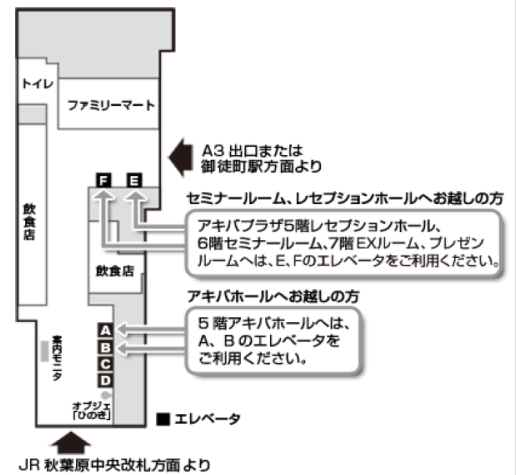 トイレ
ファミリーマート
A3 出口または
御徒町駅方面より
F
E
セミナールーム、レセプションホールへお越しの方
アキバプラザ5階レセプションホール、
6階セミナールーム、7階EXルーム、プレゼン
ルームへは、E、Fのエレベータをご利用ください。
飲食店
飲食店
アキバホールへお越しの方
5階アキバホールへは、
A、Bのエレベータを
ご利用ください。
A
B
C
D
案内モニタ
オブジェ
「ひのき」
■エレベータ
JR 秋葉原中央改札方面より